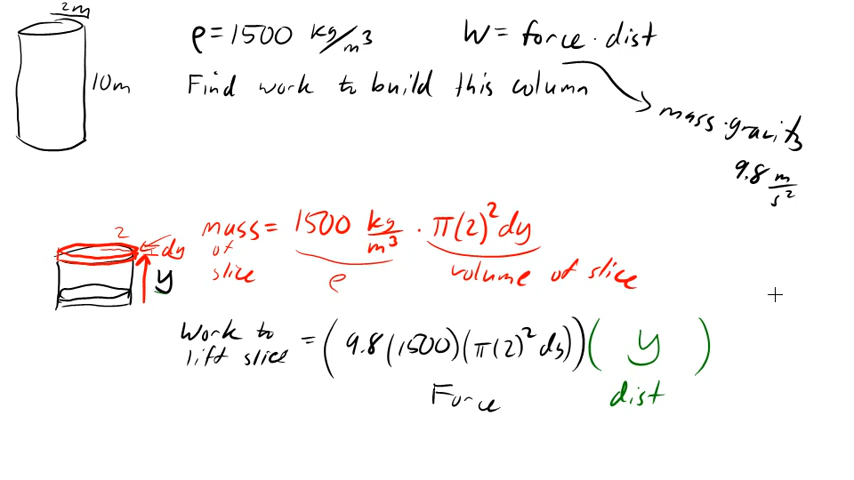 2m
ρ=1500 kg/m³ W= force · dist
10m Find work to build this column
mass · gravity
9.8 m/s²
2 dy
mass of slice = 1500 kg/m³ · π(2)²dy
ρ volume of slice
y
Work to lift slice = (9.8(1500)(π(2)²dy))( y )
Force dist